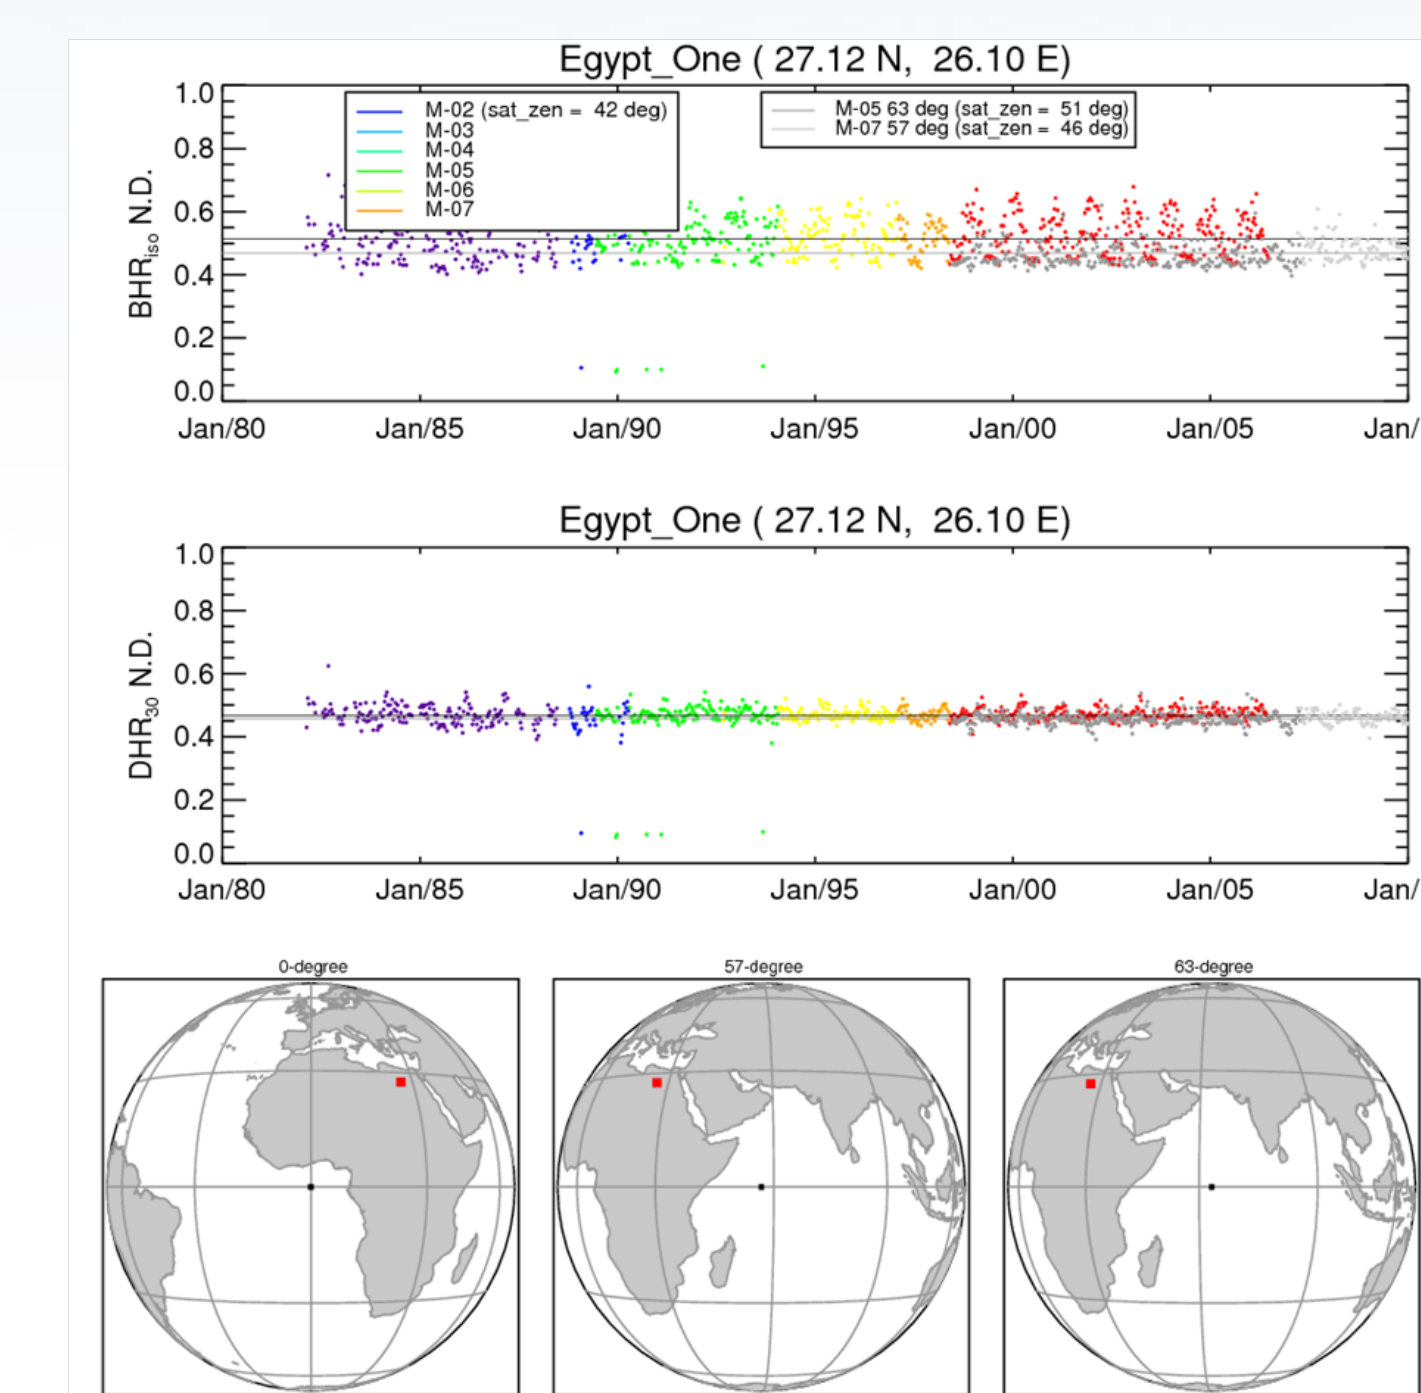 Egypt_One ( 27.12 N,  26.10 E)
M-02 (sat_zen =  42 deg)
M-03
M-04
M-05
M-06
M-07
M-05 63 deg (sat_zen =  51 deg)
M-07 57 deg (sat_zen =  46 deg)
BHRiso N.D.
1.0
0.8
0.6
0.4
0.2
0.0
Jan/80 Jan/85 Jan/90 Jan/95 Jan/00 Jan/05 Jan/
Egypt_One ( 27.12 N,  26.10 E)
DHR30 N.D.
1.0
0.8
0.6
0.4
0.2
0.0
Jan/80 Jan/85 Jan/90 Jan/95 Jan/00 Jan/05 Jan/
0-degree 57-degree 63-degree